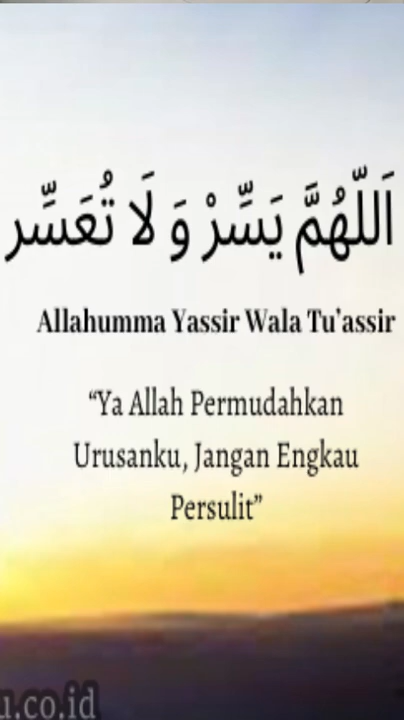 اَللّٰهُمَّ يَسِّرْ وَ لَا تُعَسِّر
Allahumma Yassir Wala Tu'assir
“Ya Allah Permudahkan
Urusanku, Jangan Engkau
Persulit”
u.co.id